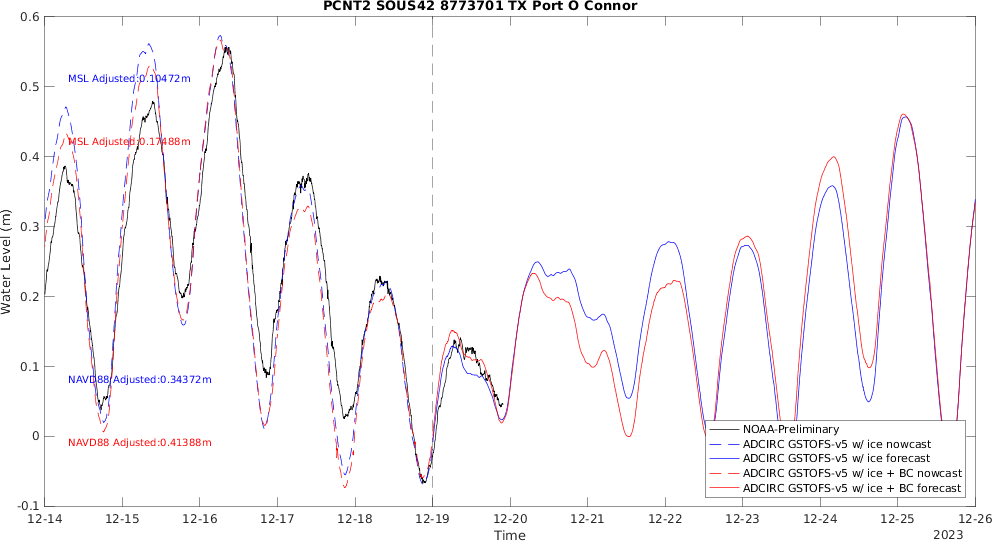 PCNT2 SOUS42 8773701 TX Port O Connor
0.6
0.5
0.4
0.3
0.2
0.1
0
-0.1
Water Level (m)
MSL Adjusted:0.10472m
MSL Adjusted:0.17488m
NAVD88 Adjusted:0.34372m
NAVD88 Adjusted:0.41388m
NOAA-Preliminary
ADCIRC GSTOFS-v5 w/ ice nowcast
ADCIRC GSTOFS-v5 w/ ice forecast
ADCIRC GSTOFS-v5 w/ ice + BC nowcast
ADCIRC GSTOFS-v5 w/ ice + BC forecast
12-14 12-15 12-16 12-17 12-18 12-19 12-20 12-21 12-22 12-23 12-24 12-25 12-26
Time
2023